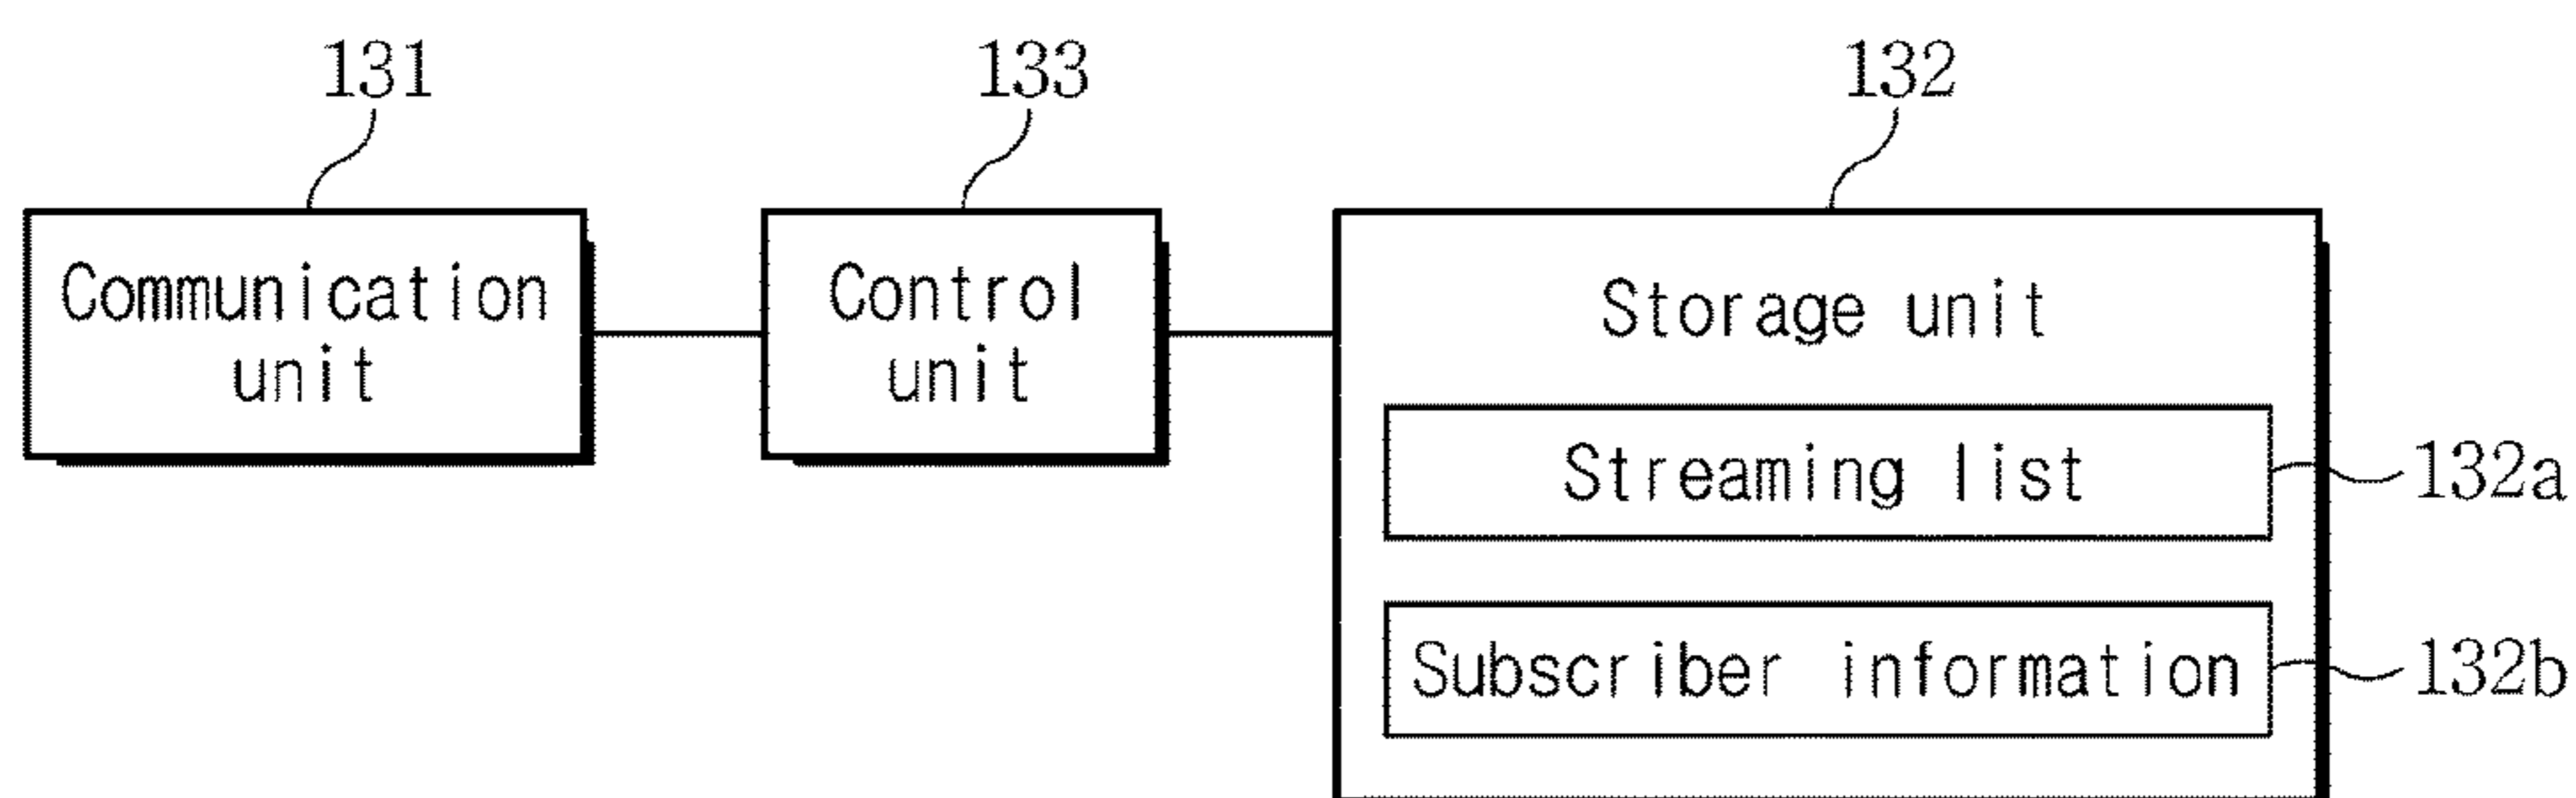 131
133
132
Communication
unit
Control
unit
Storage unit
Streaming list
132a
Subscriber information
132b